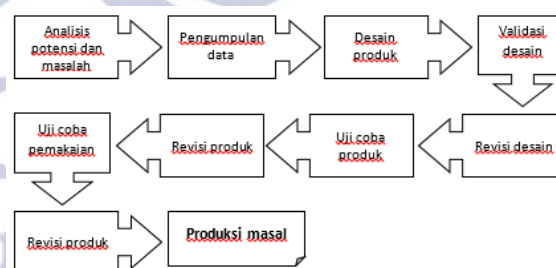 Analisis
potensi dan
masalah
Pengumpulan
data
Desain
produk
Validasi
desain
Revisi desain
Uji coba
produk
Revisi produk
Uji coba
pemakaian
Revisi produk
Produksi masal